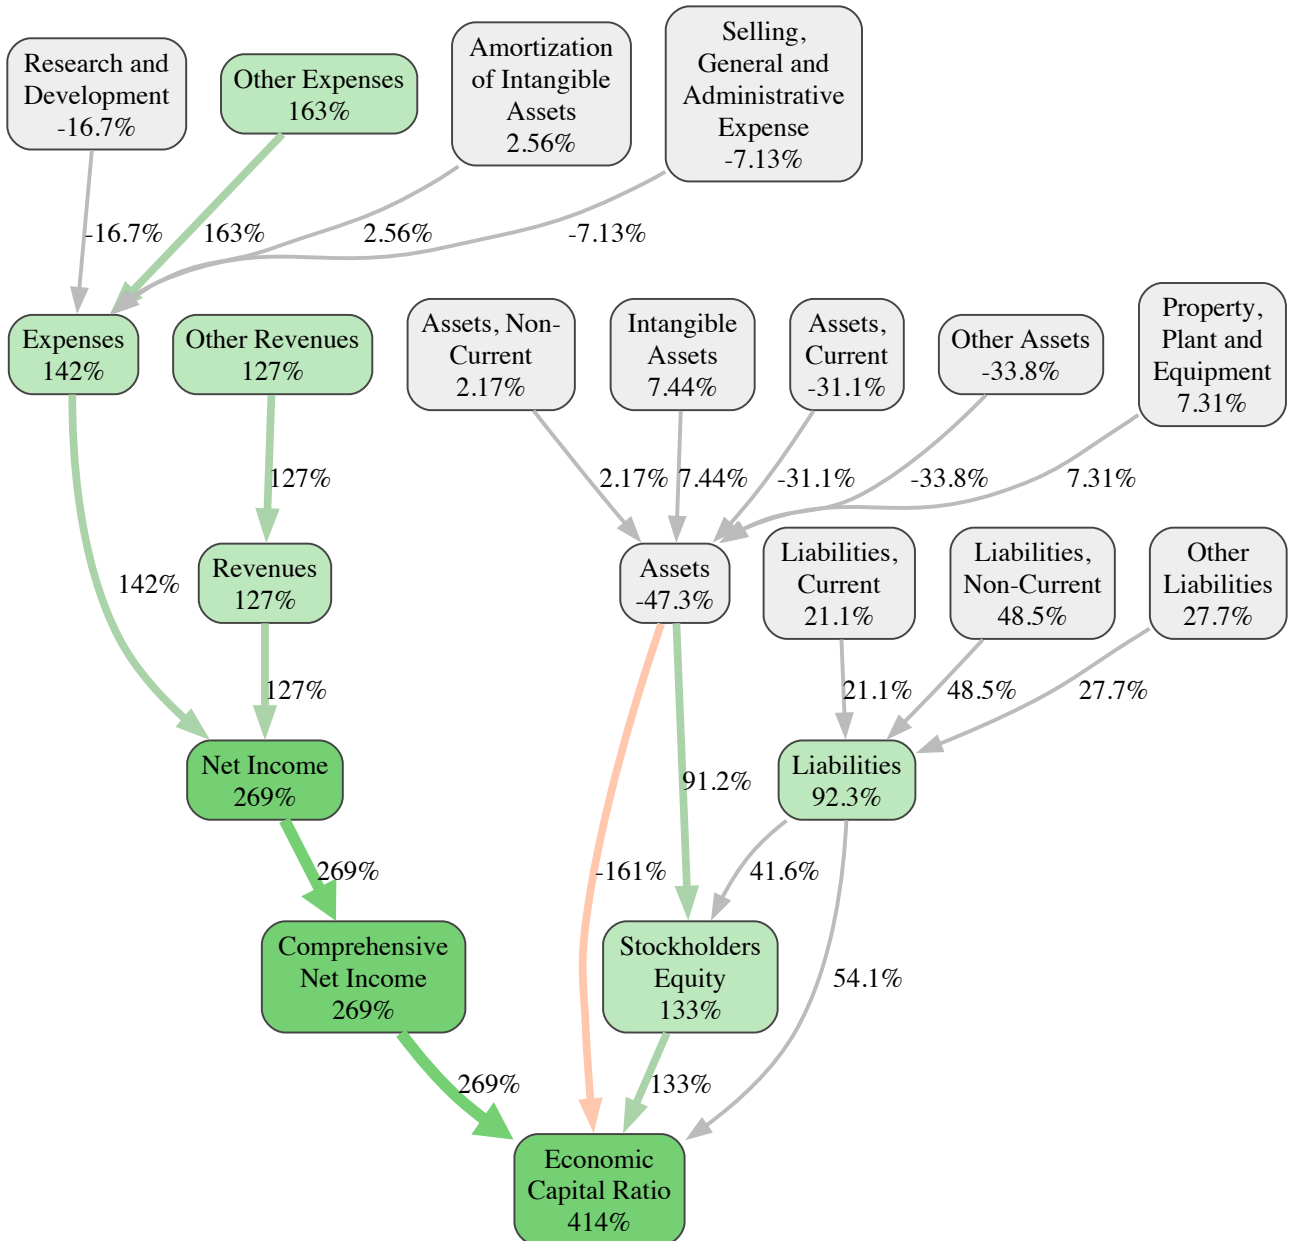 Research and
Development
-16.7%
Other Expenses
163%
Amortization
of Intangible
Assets
2.56%
Selling,
General and
Administrative
Expense
-7.13%
-16.7%
163%
2.56%
-7.13%
Expenses
142%
Other Revenues
127%
Assets, Non-
Current
2.17%
Intangible
Assets
7.44%
Assets,
Current
-31.1%
Other Assets
-33.8%
Property,
Plant and
Equipment
7.31%
127%
2.17%
7.44%
-31.1%
-33.8%
7.31%
142%
Revenues
127%
Assets
-47.3%
Liabilities,
Current
21.1%
Liabilities,
Non-Current
48.5%
Other
Liabilities
27.7%
127%
21.1%
48.5%
27.7%
Net Income
269%
91.2%
Liabilities
92.3%
269%
-161%
41.6%
Comprehensive
Net Income
269%
Stockholders
Equity
133%
54.1%
269%
133%
Economic
Capital Ratio
414%